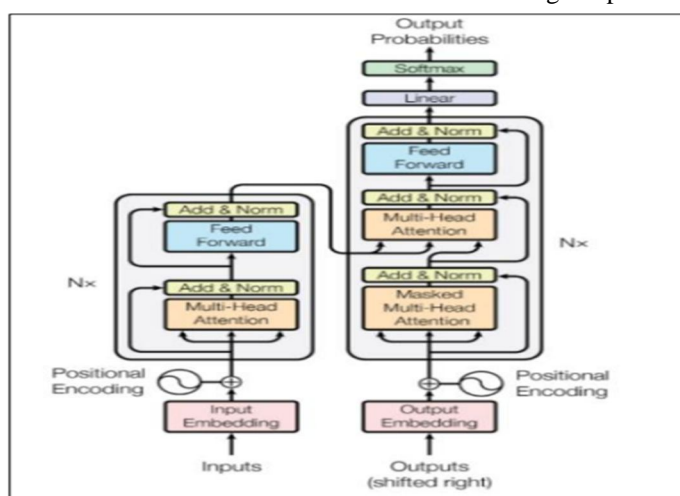 Output
Probabilities
Softmax
Linear
Add & Norm
Feed
Forward
Add & Norm
Multi-Head
Attention
Add & Norm
Masked
Multi-Head
Attention
Nx
Add & Norm
Feed
Forward
Add & Norm
Multi-Head
Attention
Nx
Positional
Encoding
Positional
Encoding
Input
Embedding
Output
Embedding
Inputs
Outputs
(shifted right)